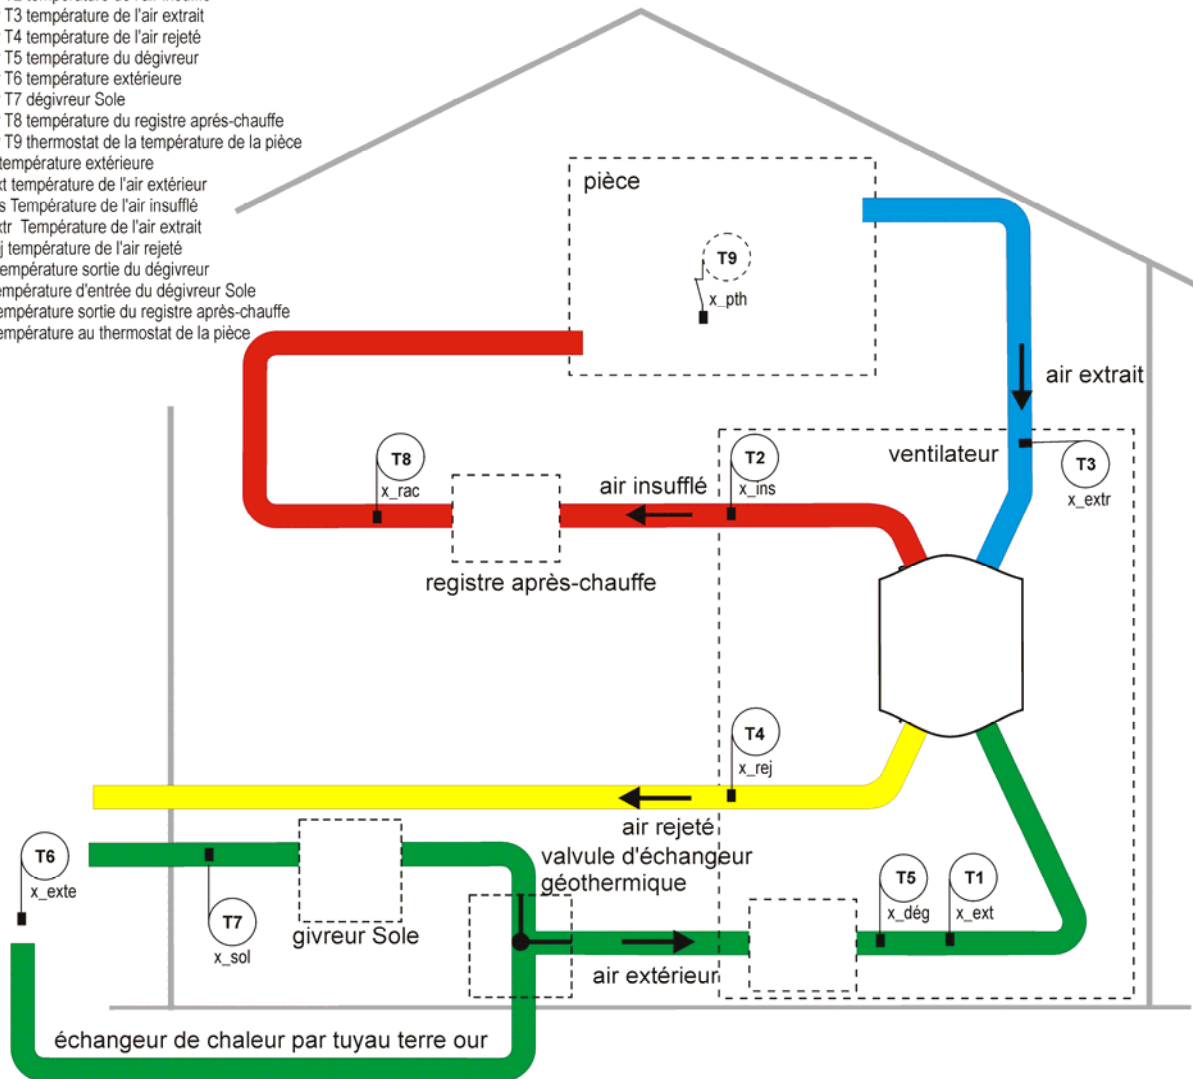 T3 température de l'air extrait
T4 température de l'air rejeté
T5 température du dégivreur
T6 température extérieure
T7 dégivreur Sole
T8 température du registre aprés-chauffe
T9 thermostat de la température de la pièce
température extérieure
xt température de l'air extérieur
s Température de l'air insufflé
xtr Température de l'air extrait
j température de l'air rejeté
température sortie du dégivreur
empérature d'entrée du dégivreur Sole
empérature sortie du registre après-chauffe
empérature au thermostat de la pièce
pièce
T9
x_pth
air extrait
ventilateur
T3
x_extr
T8
x_rac
air insufflé
T2
x_ins
registre après-chauffe
T4
x_rej
air rejeté
T6
x_exte
valvule d'échangeur
géothermique
T7
x_sol
givreur Sole
T5
x_dég
T1
x_ext
air extérieur
échangeur de chaleur par tuyau terre our